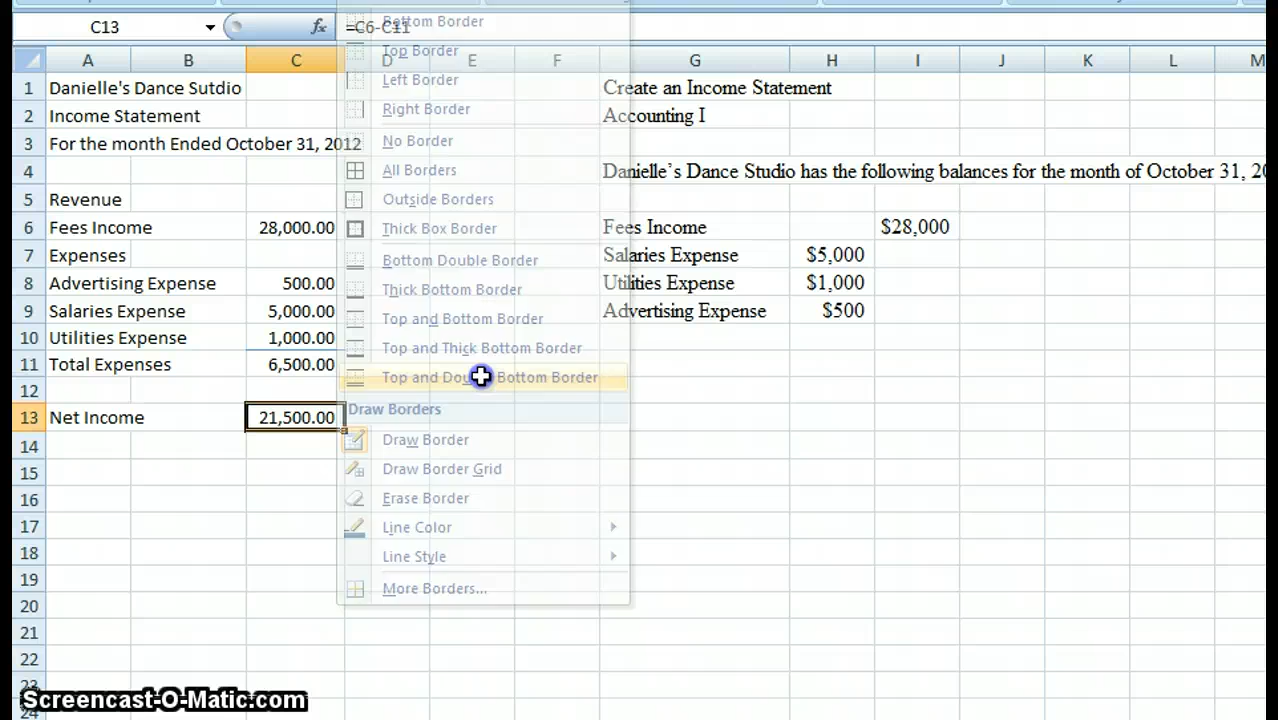 C13 fx =C6-C11
Bottom Border
Top Border
Left Border
Right Border
No Border
All Borders
Outside Borders
Thick Box Border
Bottom Double Border
Thick Bottom Border
Top and Bottom Border
Top and Thick Bottom Border
Top and Double Bottom Border
Draw Borders
Draw Border
Draw Border Grid
Erase Border
Line Color
Line Style
More Borders...
A B C D E F G H I J K L M
1 Danielle's Dance Sutdio Create an Income Statement
2 Income Statement Accounting I
3 For the month Ended October 31, 2012
4 Danielle’s Dance Studio has the following balances for the month of October 31, 20
5 Revenue
6 Fees Income 28,000.00 Fees Income $28,000
7 Expenses Salaries Expense $5,000
8 Advertising Expense 500.00 Utilities Expense $1,000
9 Salaries Expense 5,000.00 Advertising Expense $500
10 Utilities Expense 1,000.00
11 Total Expenses 6,500.00
12
13 Net Income 21,500.00
14
15
16
17
18
19
20
21
22
23
24
Screencast-O-Matic.com